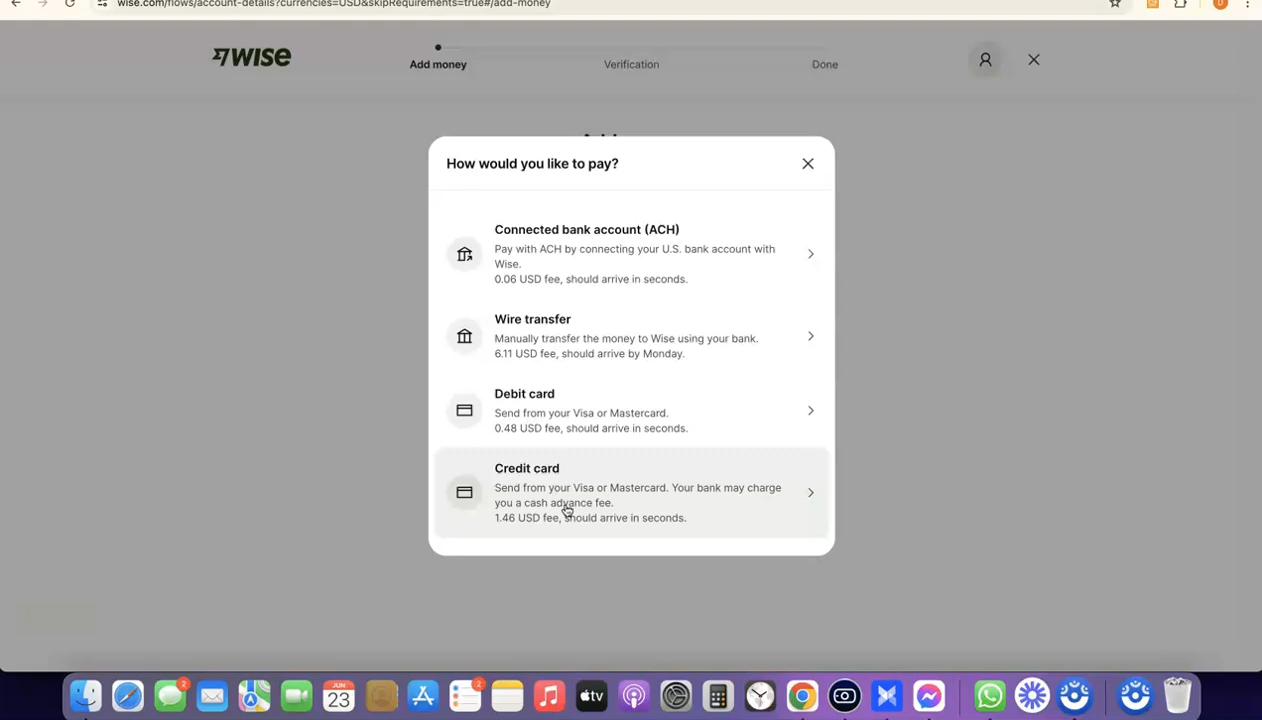 wise.com/flows/account-details?currencies=USD&skipRequirements=true#/add-money
WISE
Add money
Verification
Done
How would you like to pay?
Connected bank account (ACH)
Pay with ACH by connecting your U.S. bank account with
Wise.
0.06 USD fee, should arrive in seconds.
Wire transfer
Manually transfer the money to Wise using your bank.
6.11 USD fee, should arrive by Monday.
Debit card
Send from your Visa or Mastercard.
0.48 USD fee, should arrive in seconds.
Credit card
Send from your Visa or Mastercard. Your bank may charge
you a cash advance fee.
1.46 USD fee, should arrive in seconds.
2
JUN
23
2
tv